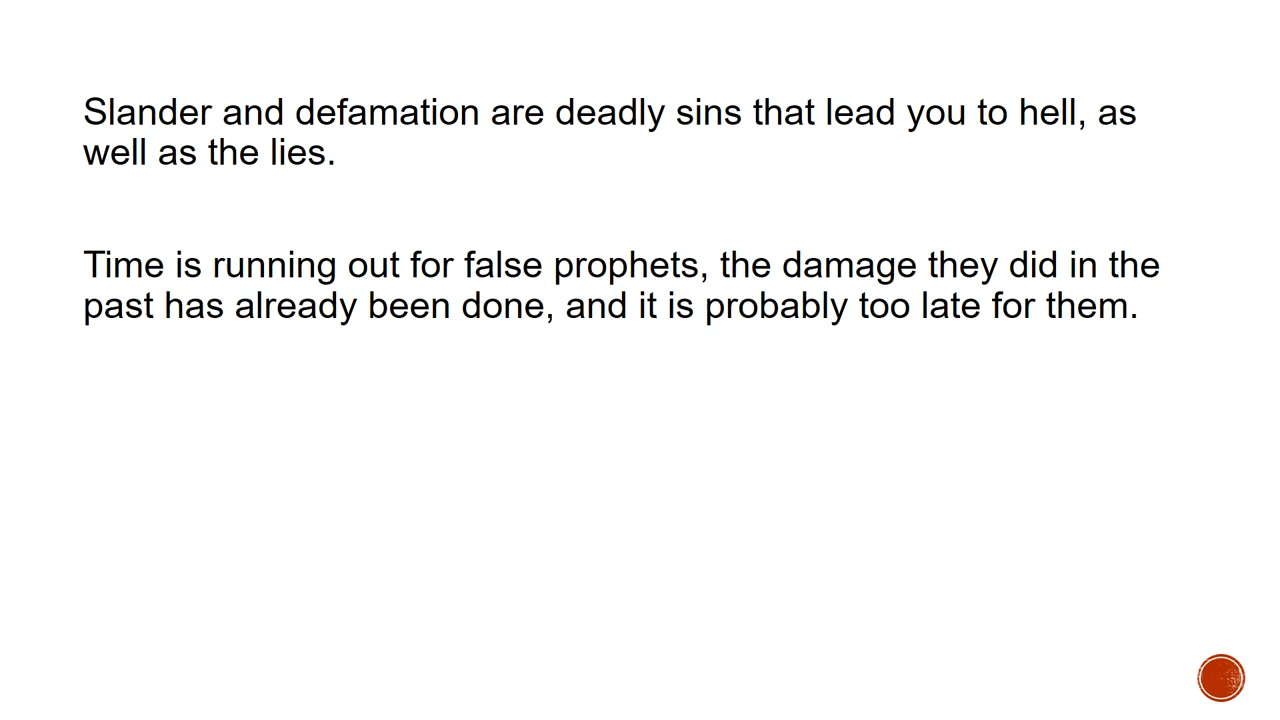 Slander and defamation are deadly sins that lead you to hell, as
well as the lies.
Time is running out for false prophets, the damage they did in the
past has already been done, and it is probably too late for them.